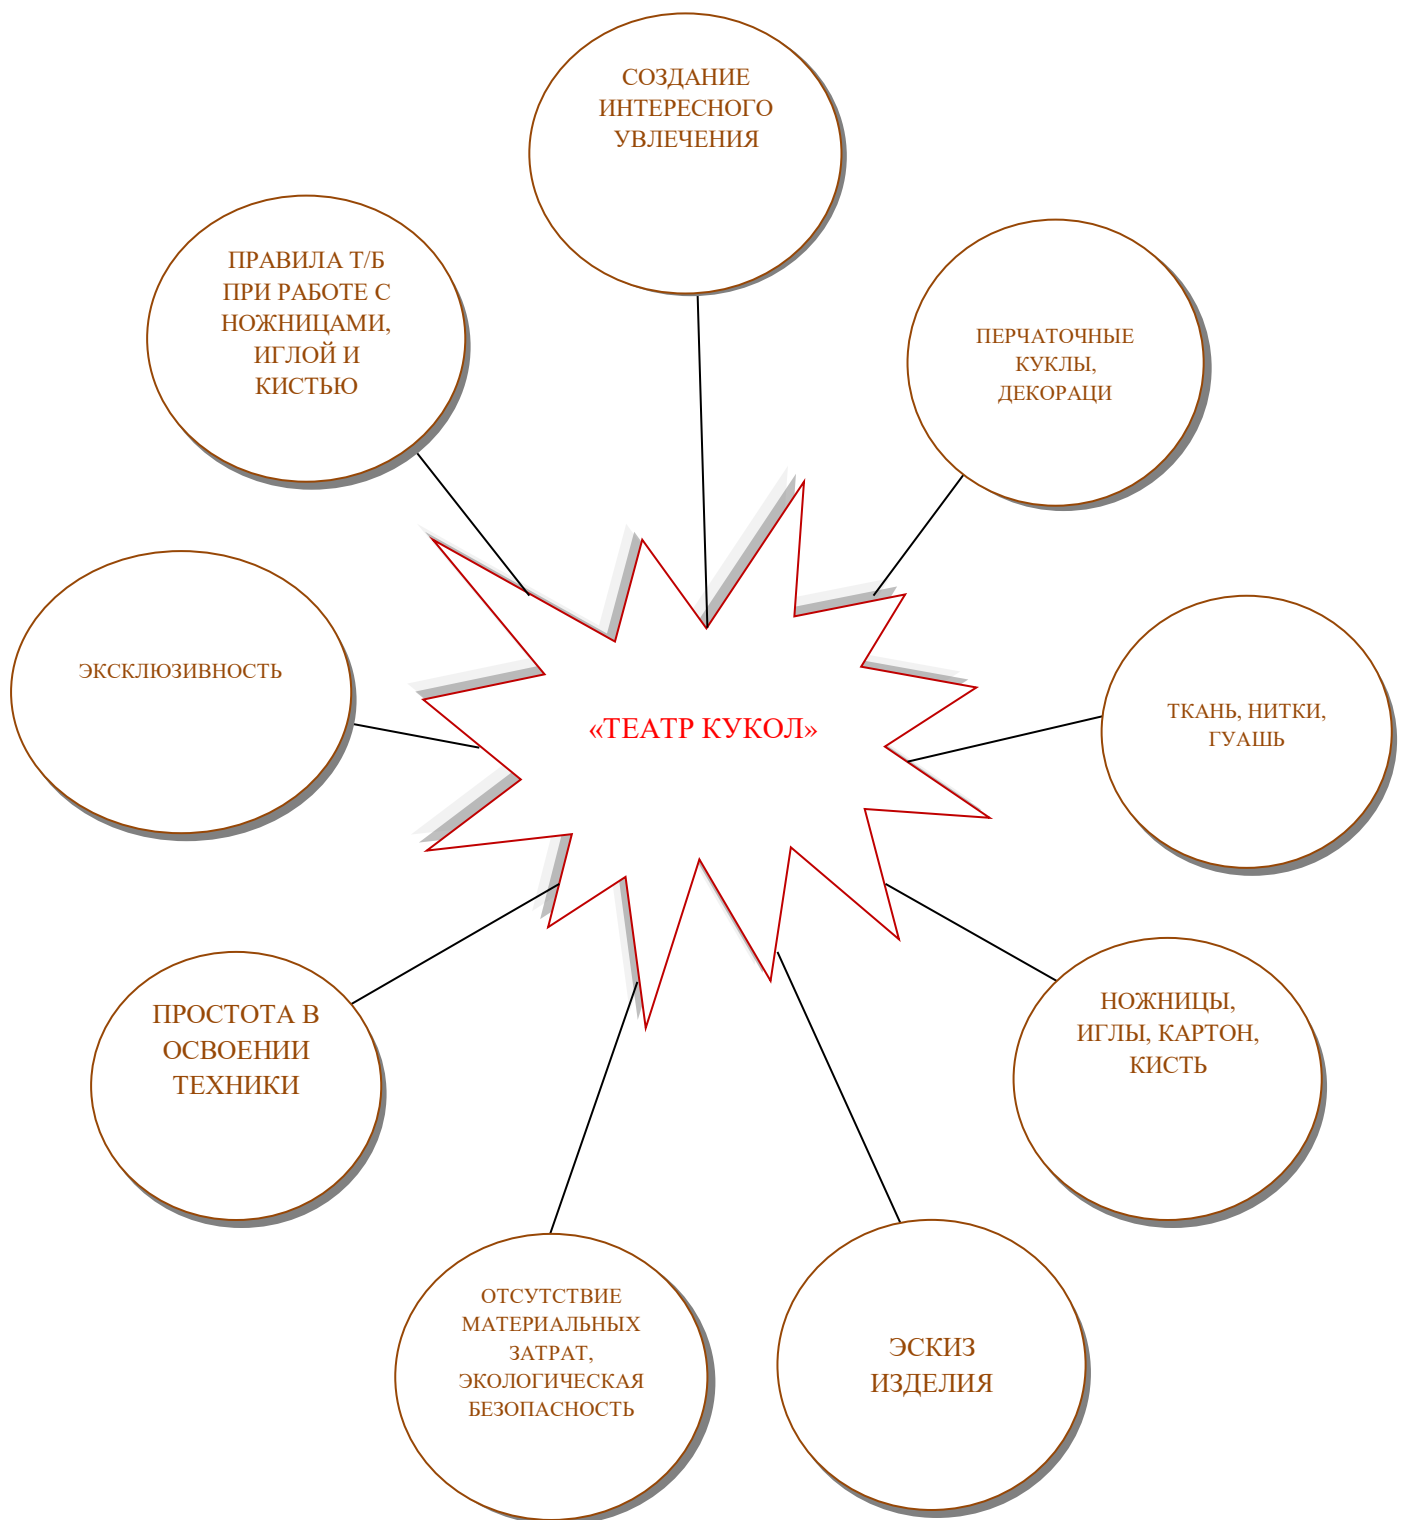 СОЗДАНИЕ
ИНТЕРЕСНОГО
УВЛЕЧЕНИЯ
ПРАВИЛА Т/Б
ПРИ РАБОТЕ С
НОЖНИЦАМИ,
ИГЛОЙ И
КИСТЬЮ
ПЕРЧАТОЧНЫЕ
КУКЛЫ,
ДЕКОРАЦИ
ЭКСКЛЮЗИВНОСТЬ
«ТЕАТР КУКОЛ»
ТКАНЬ, НИТКИ,
ГУАШЬ
ПРОСТОТА В
ОСВОЕНИИ
ТЕХНИКИ
НОЖНИЦЫ,
ИГЛЫ, КАРТОН,
КИСТЬ
ОТСУТСТВИЕ
МАТЕРИАЛЬНЫХ
ЗАТРАТ,
ЭКОЛОГИЧЕСКАЯ
БЕЗОПАСНОСТЬ
ЭСКИЗ
ИЗДЕЛИЯ